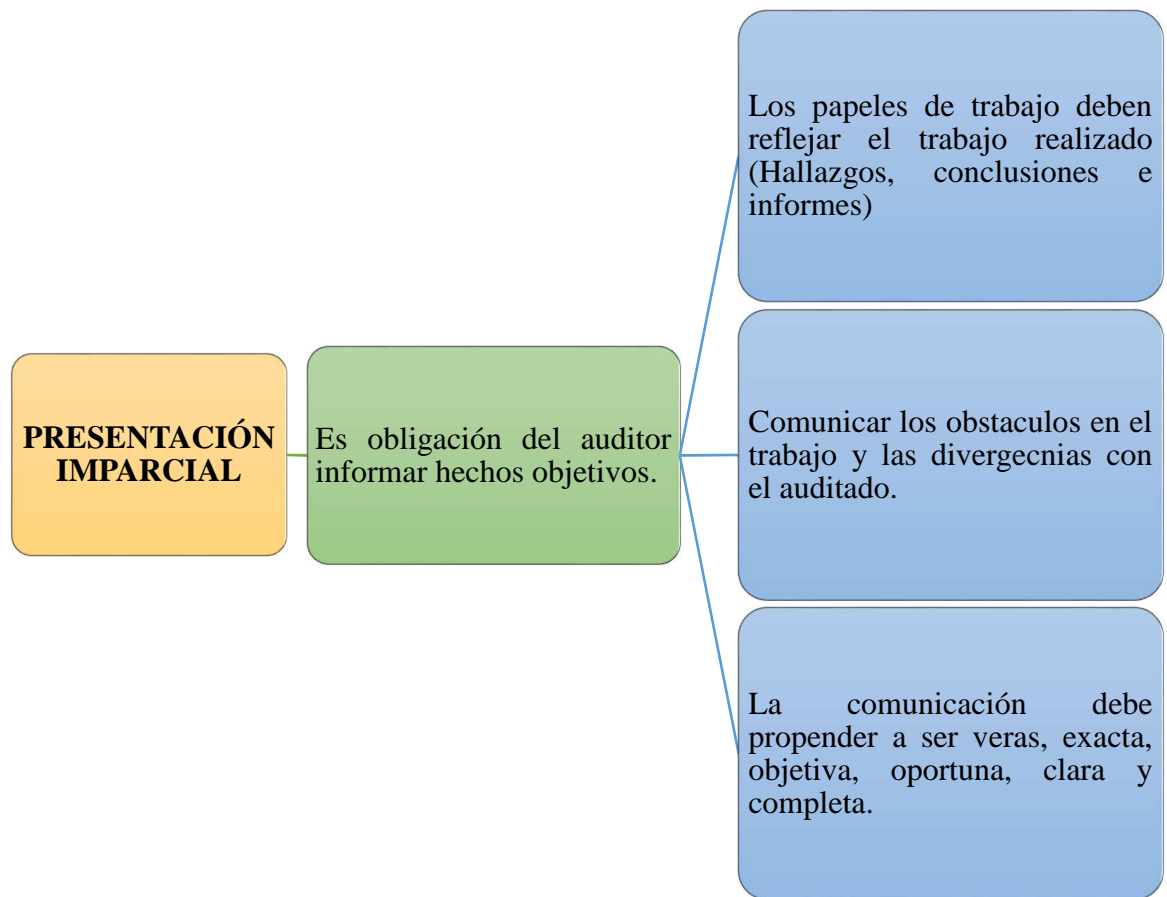 PRESENTACIÓN
IMPARCIAL
Es obligación del auditor
informar hechos objetivos.
Los papeles de trabajo deben
reflejar el trabajo realizado
(Hallazgos, conclusiones e
informes)
Comunicar los obstaculos en el
trabajo y las divergecnias con
el auditado.
La comunicación debe
propender a ser veras, exacta,
objetiva, oportuna, clara y
completa.